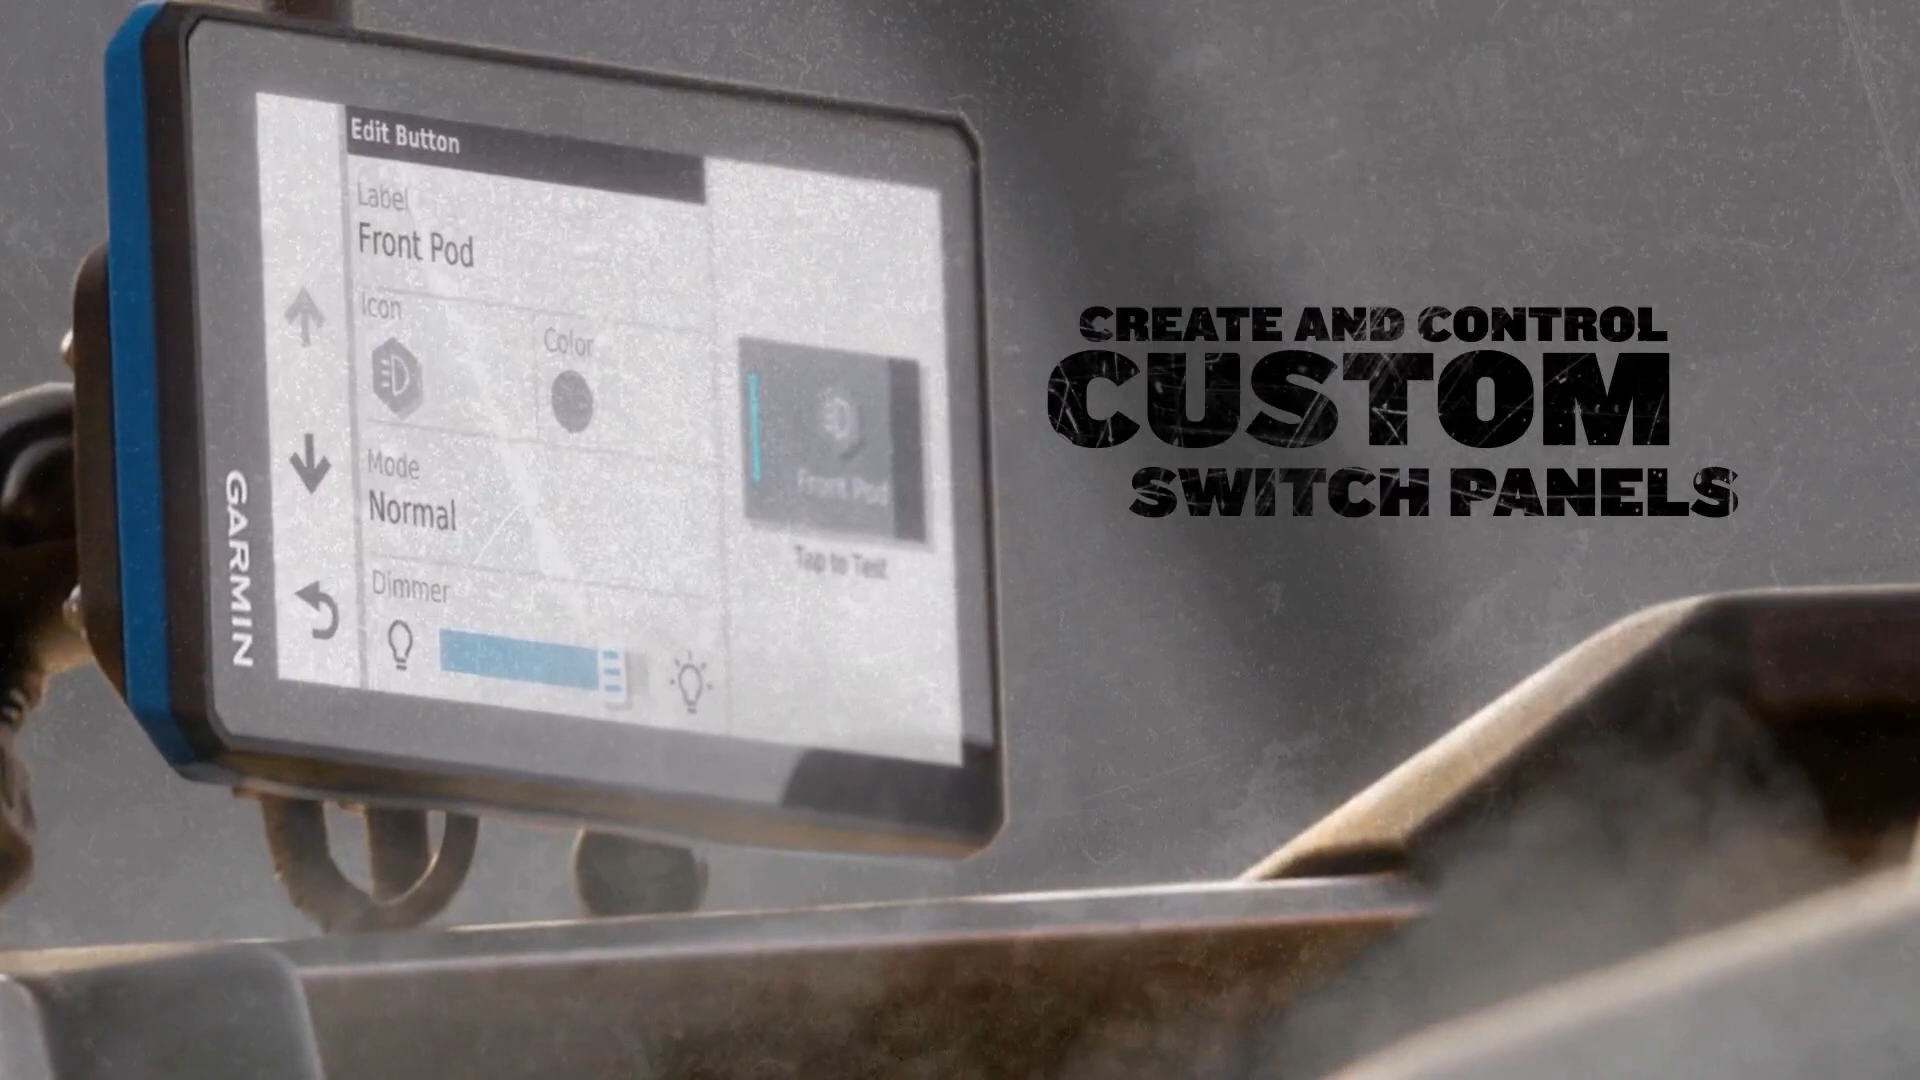 Edit Button
Label
Front Pod
Icon
Color
Mode
Normal
Dimmer
Front Pod
Tap to Test
GARMIN
CREATE AND CONTROL
CUSTOM
SWITCH PANELS